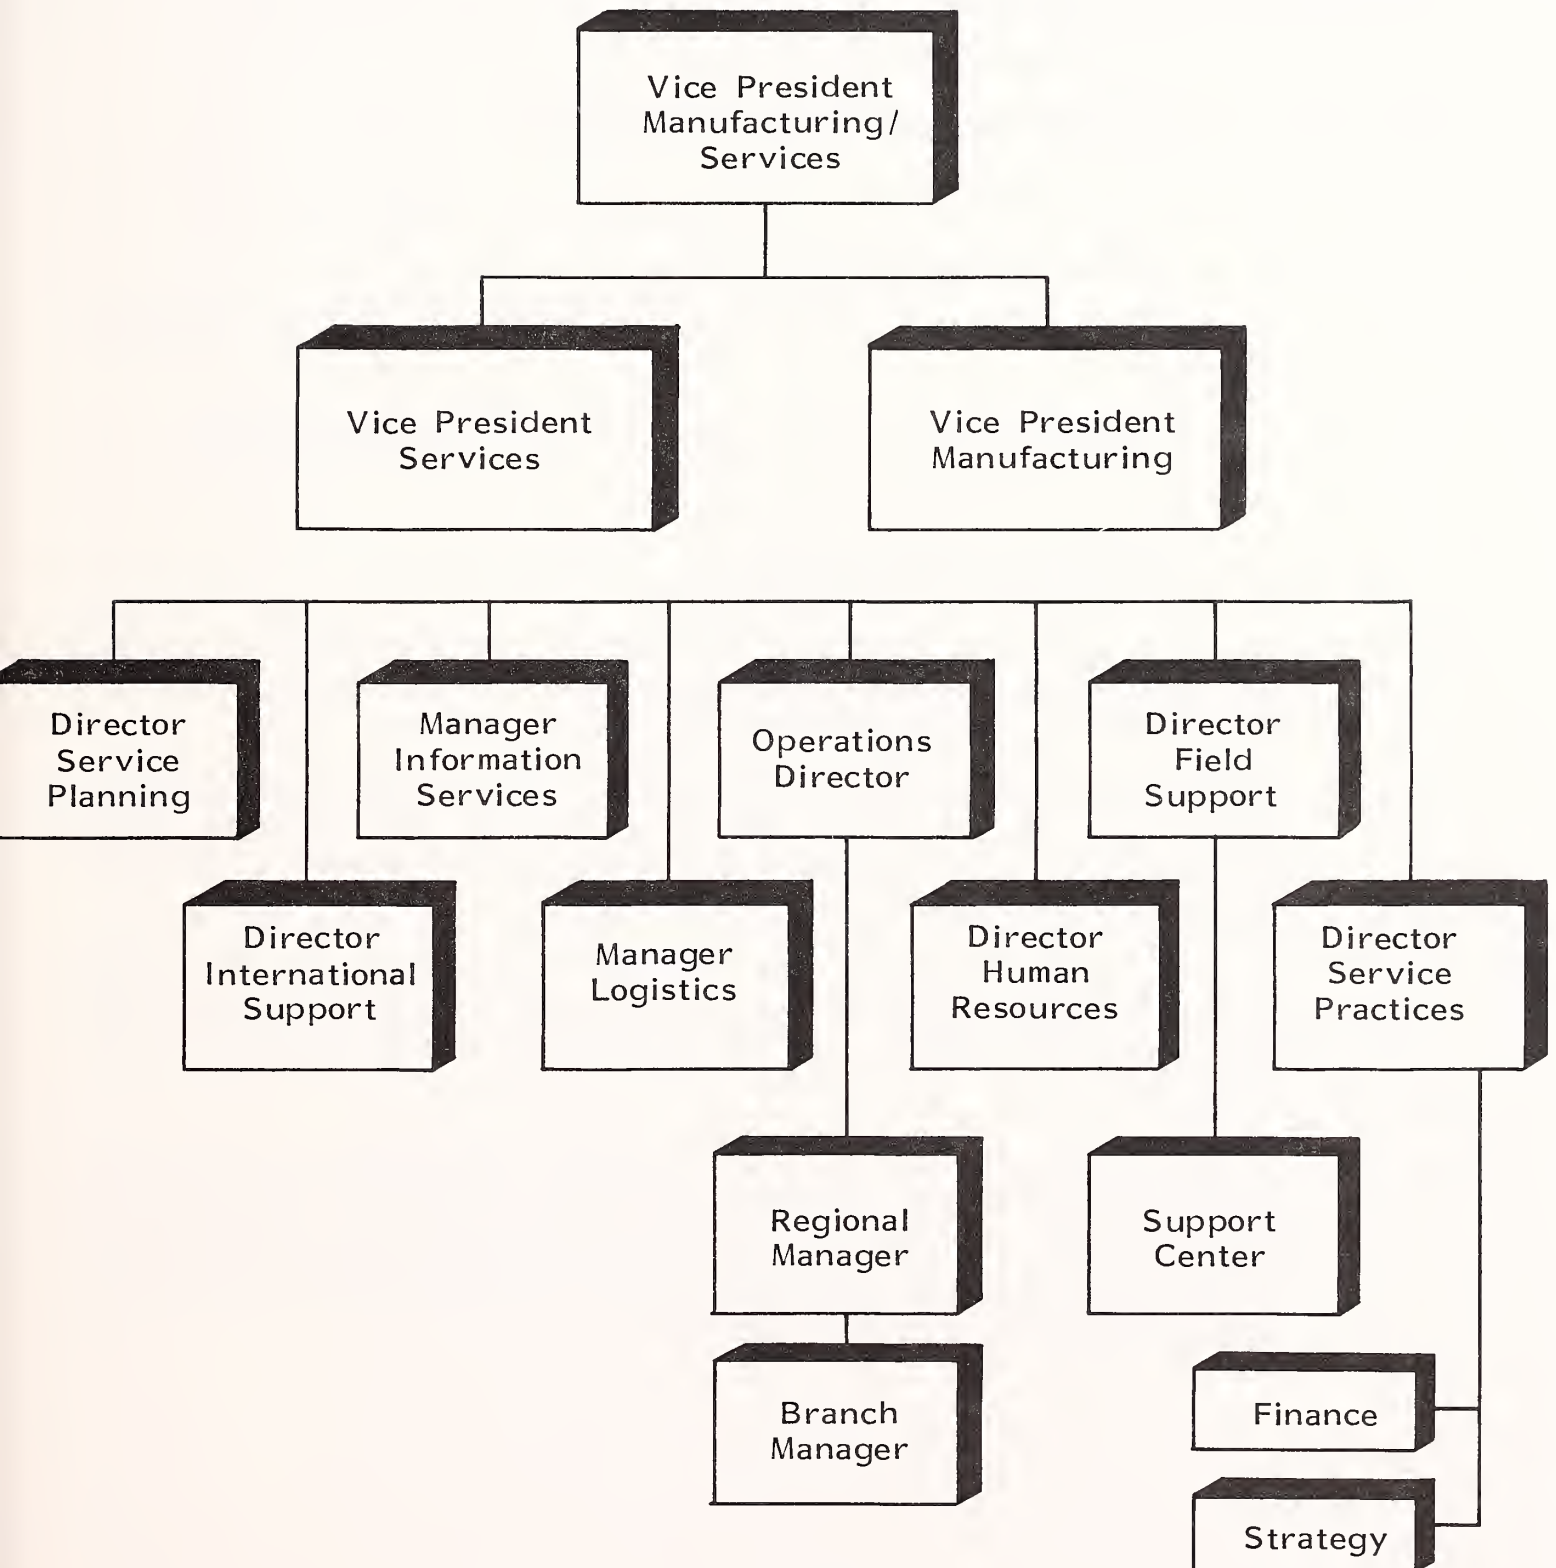 Vice President
Manufacturing/
Services
Vice President
Services
Vice President
Manufacturing
Director
Service
Planning
Manager
Information
Services
Operations
Director
Director
Field
Support
Director
International
Support
Manager
Logistics
Director
Human
Resources
Director
Service
Practices
Regional
Manager
Support
Center
Branch
Manager
Finance
Strategy